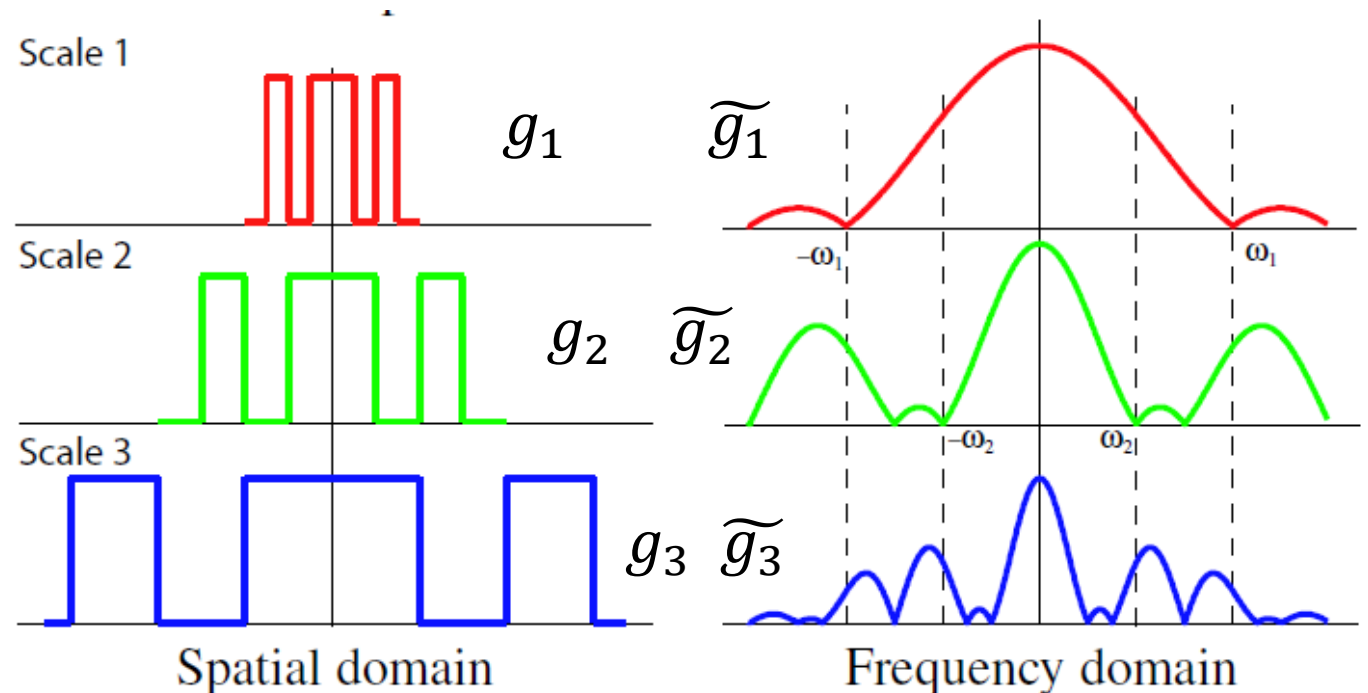 Scale 1
g₁
g̃₁
−ω₁
ω₁
Scale 2
g₂
g̃₂
−ω₂
ω₂
Scale 3
g₃
g̃₃
Spatial domain
Frequency domain